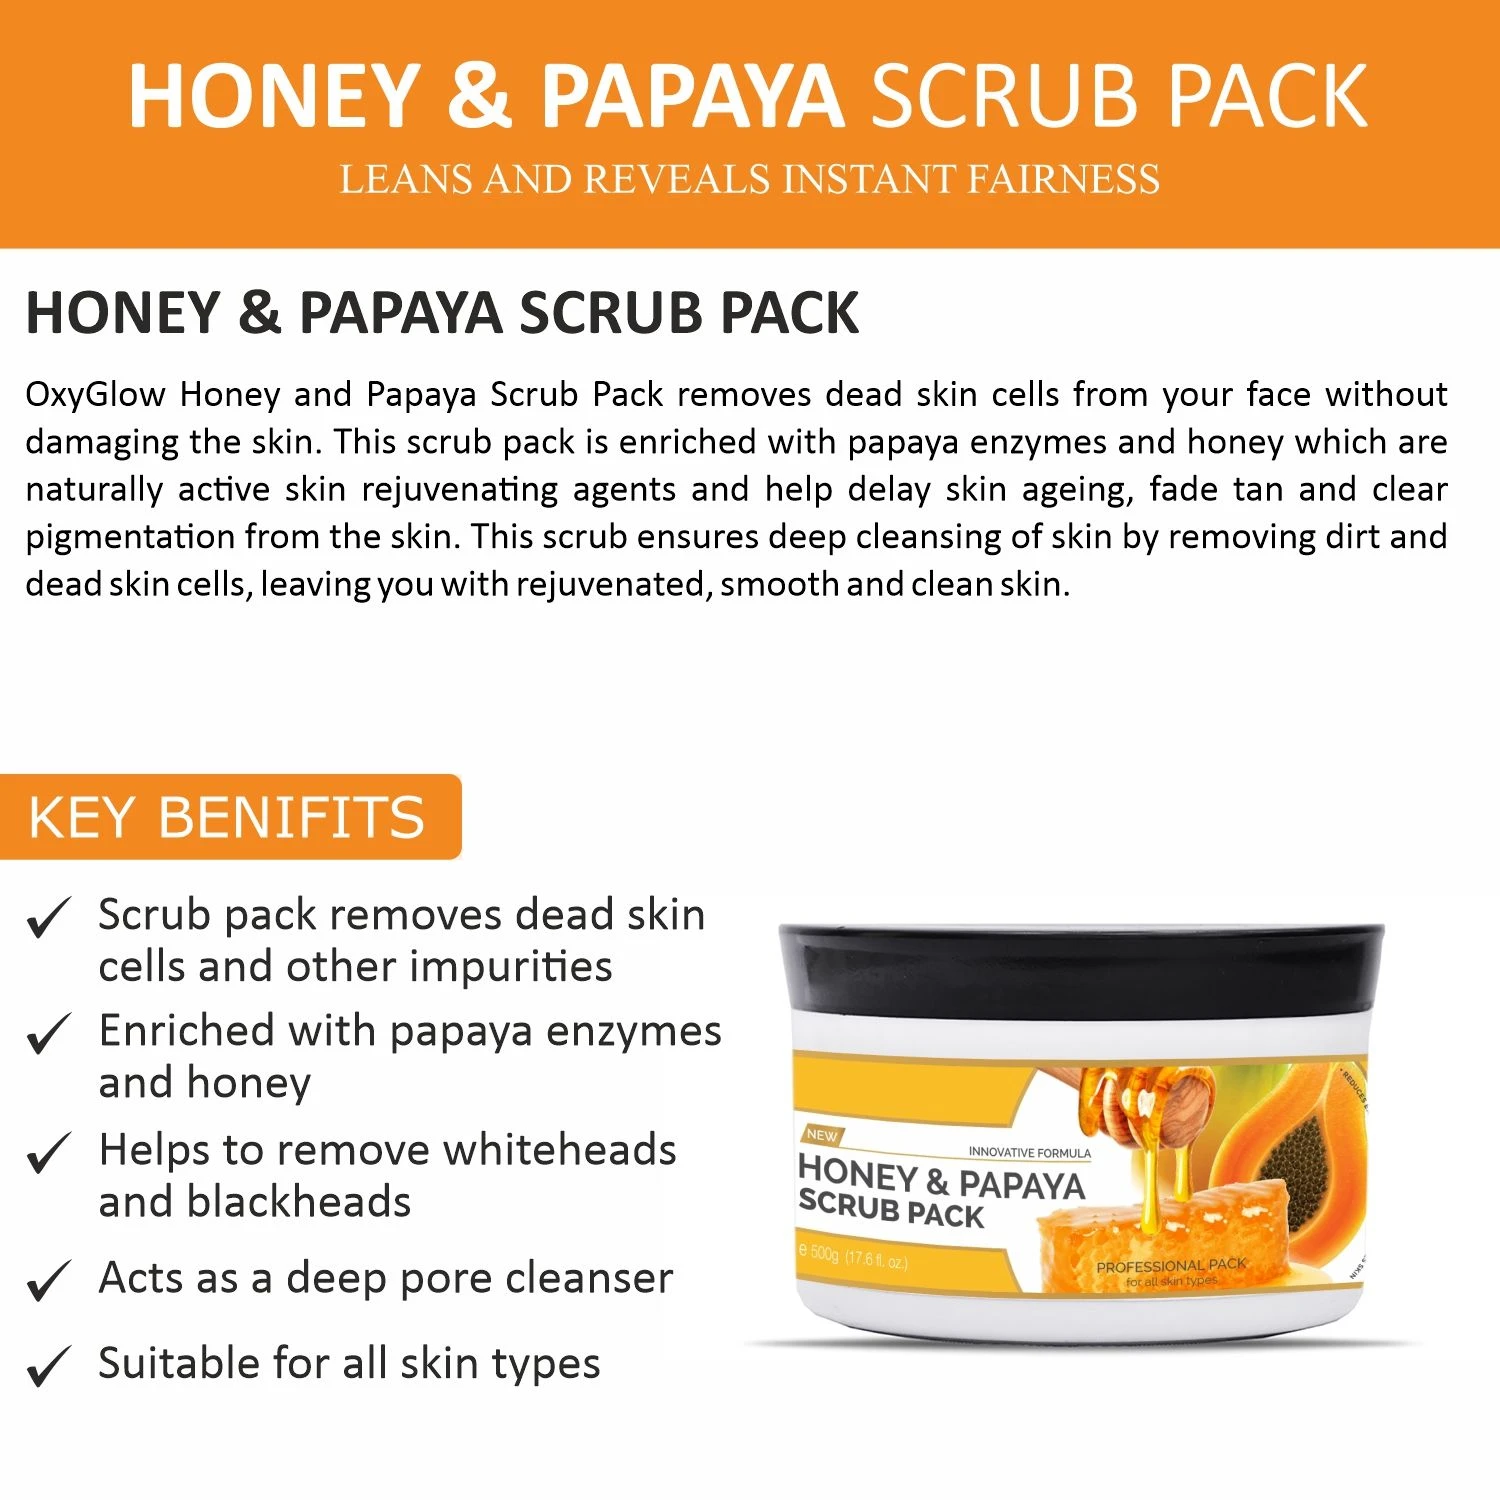 HONEY & PAPAYA SCRUB PACK
LEANS AND REVEALS INSTANT FAIRNESS
HONEY & PAPAYA SCRUB PACK
OxyGlow Honey and Papaya Scrub Pack removes dead skin cells from your face without
damaging the skin. This scrub pack is enriched with papaya enzymes and honey which are
naturally active skin rejuvenating agents and help delay skin ageing, fade tan and clear
pigmentation from the skin. This scrub ensures deep cleansing of skin by removing dirt and
dead skin cells, leaving you with rejuvenated, smooth and clean skin.
KEY BENIFITS
✓ Scrub pack removes dead skin
cells and other impurities
✓ Enriched with papaya enzymes
and honey
✓ Helps to remove whiteheads
and blackheads
✓ Acts as a deep pore cleanser
✓ Suitable for all skin types
NEW
INNOVATIVE FORMULA
HONEY & PAPAYA
SCRUB PACK
e 500g (17.6 fl. oz.)
PROFESSIONAL PACK
for all skin types
• REDUCES
SKIN